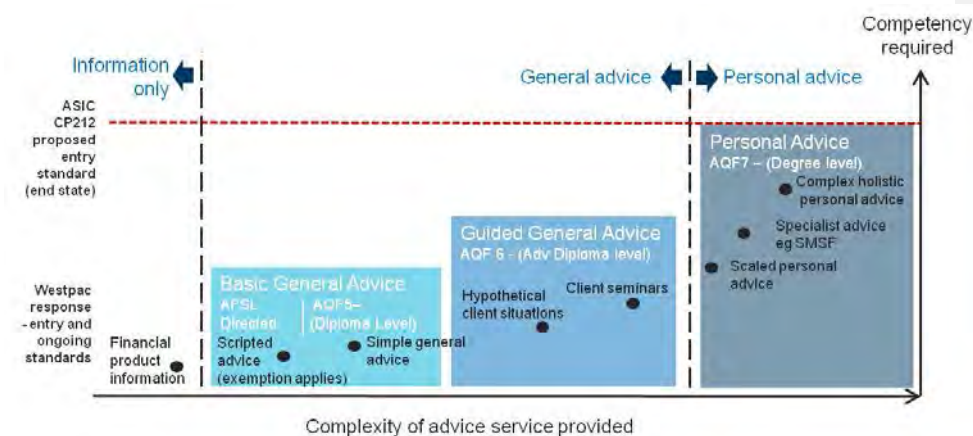 Competency
required
Information
only
General advice
Personal advice
ASIC
CP212
proposed
entry
standard
(end state)
Personal Advice
AQF7 – (Degree level)
Complex holistic
personal advice
Specialist advice
eg SMSF
Scaled personal
advice
Guided General Advice
AQF 6 - (Adv Diploma level)
Hypothetical
client situations
Client seminars
Basic General Advice
AFSL
Directed
AQF5–
(Diploma Level)
Scripted
advice
(exemption applies)
Simple general
advice
Westpac
response
-entry and
ongoing
standards
Financial
product
information
Complexity of advice service provided